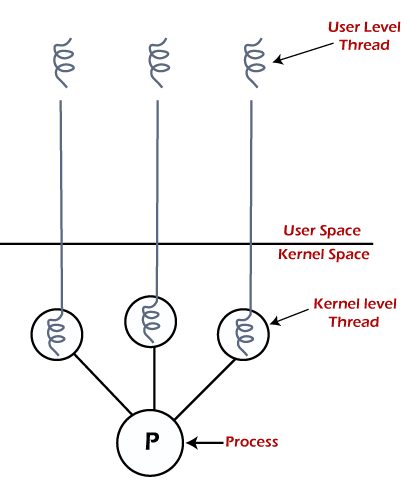 User Level
Thread
User Space
Kernel Space
Kernel level
Thread
P
Process